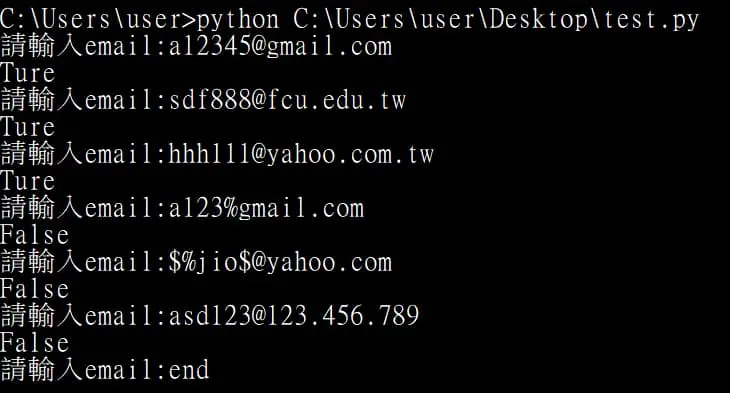 C:\Users\user>python C:\Users\user\Desktop\test.py
請輸入email:a12345@gmail.com
Ture
請輸入email:sdf888@fcu.edu.tw
Ture
請輸入email:hhh111@yahoo.com.tw
Ture
請輸入email:a123%gmail.com
False
請輸入email:$%jio$@yahoo.com
False
請輸入email:asd123@123.456.789
False
請輸入email:end